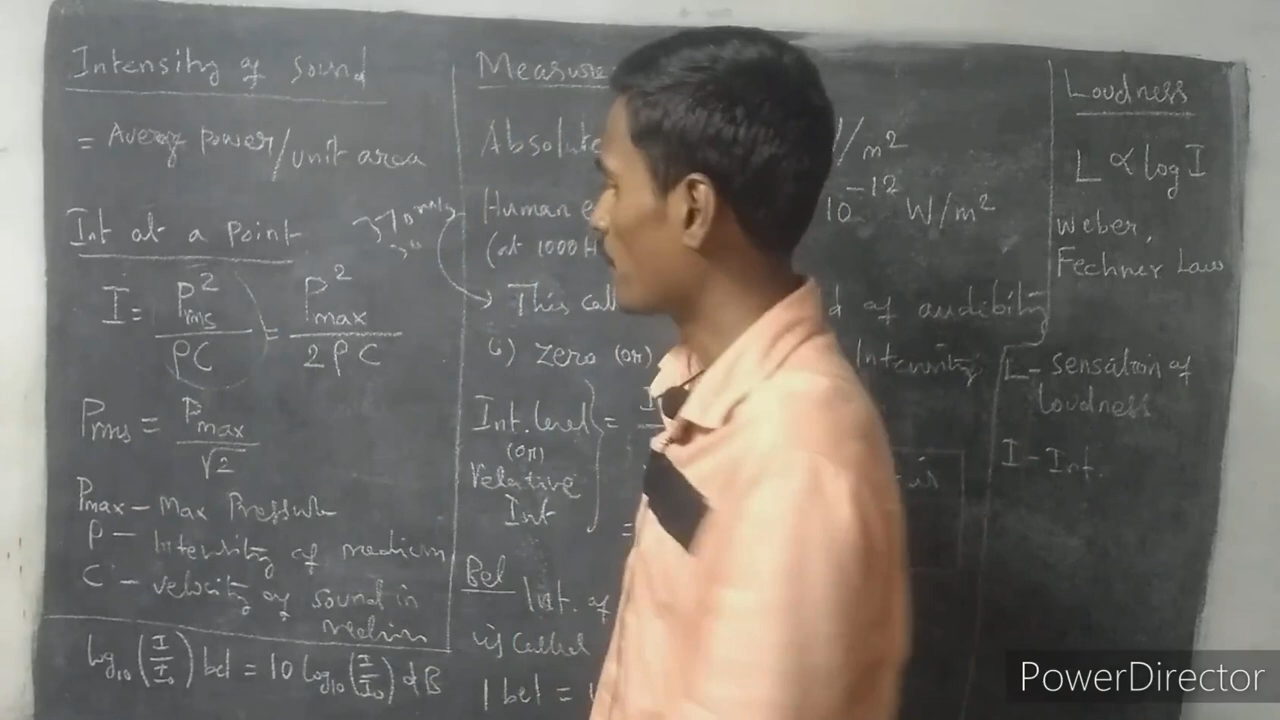 Intensity of sound
= Average power/unit area
Int at a point
I = P²rms / ρC = P²max / 2ρC
Prms = Pmax / √2
Pmax – Max Pressure
ρ – Intensity of medium
C – velocity of sound in
medium
log₁₀(I/I₀) bel = 10 log₁₀(I/I₀) dB
Measure
Absolute /m²
Human e 10⁻¹² W/m²
(at 1000 H
This cal d of audibility
zero (or) Intensity
Int. level
(or)
Relative
Int
Bel Int. of
is called
1 bel =
Loudness
L ∝ log I
Weber,
Fechner Law
L – sensation of
loudness
I – Int.
PowerDirector